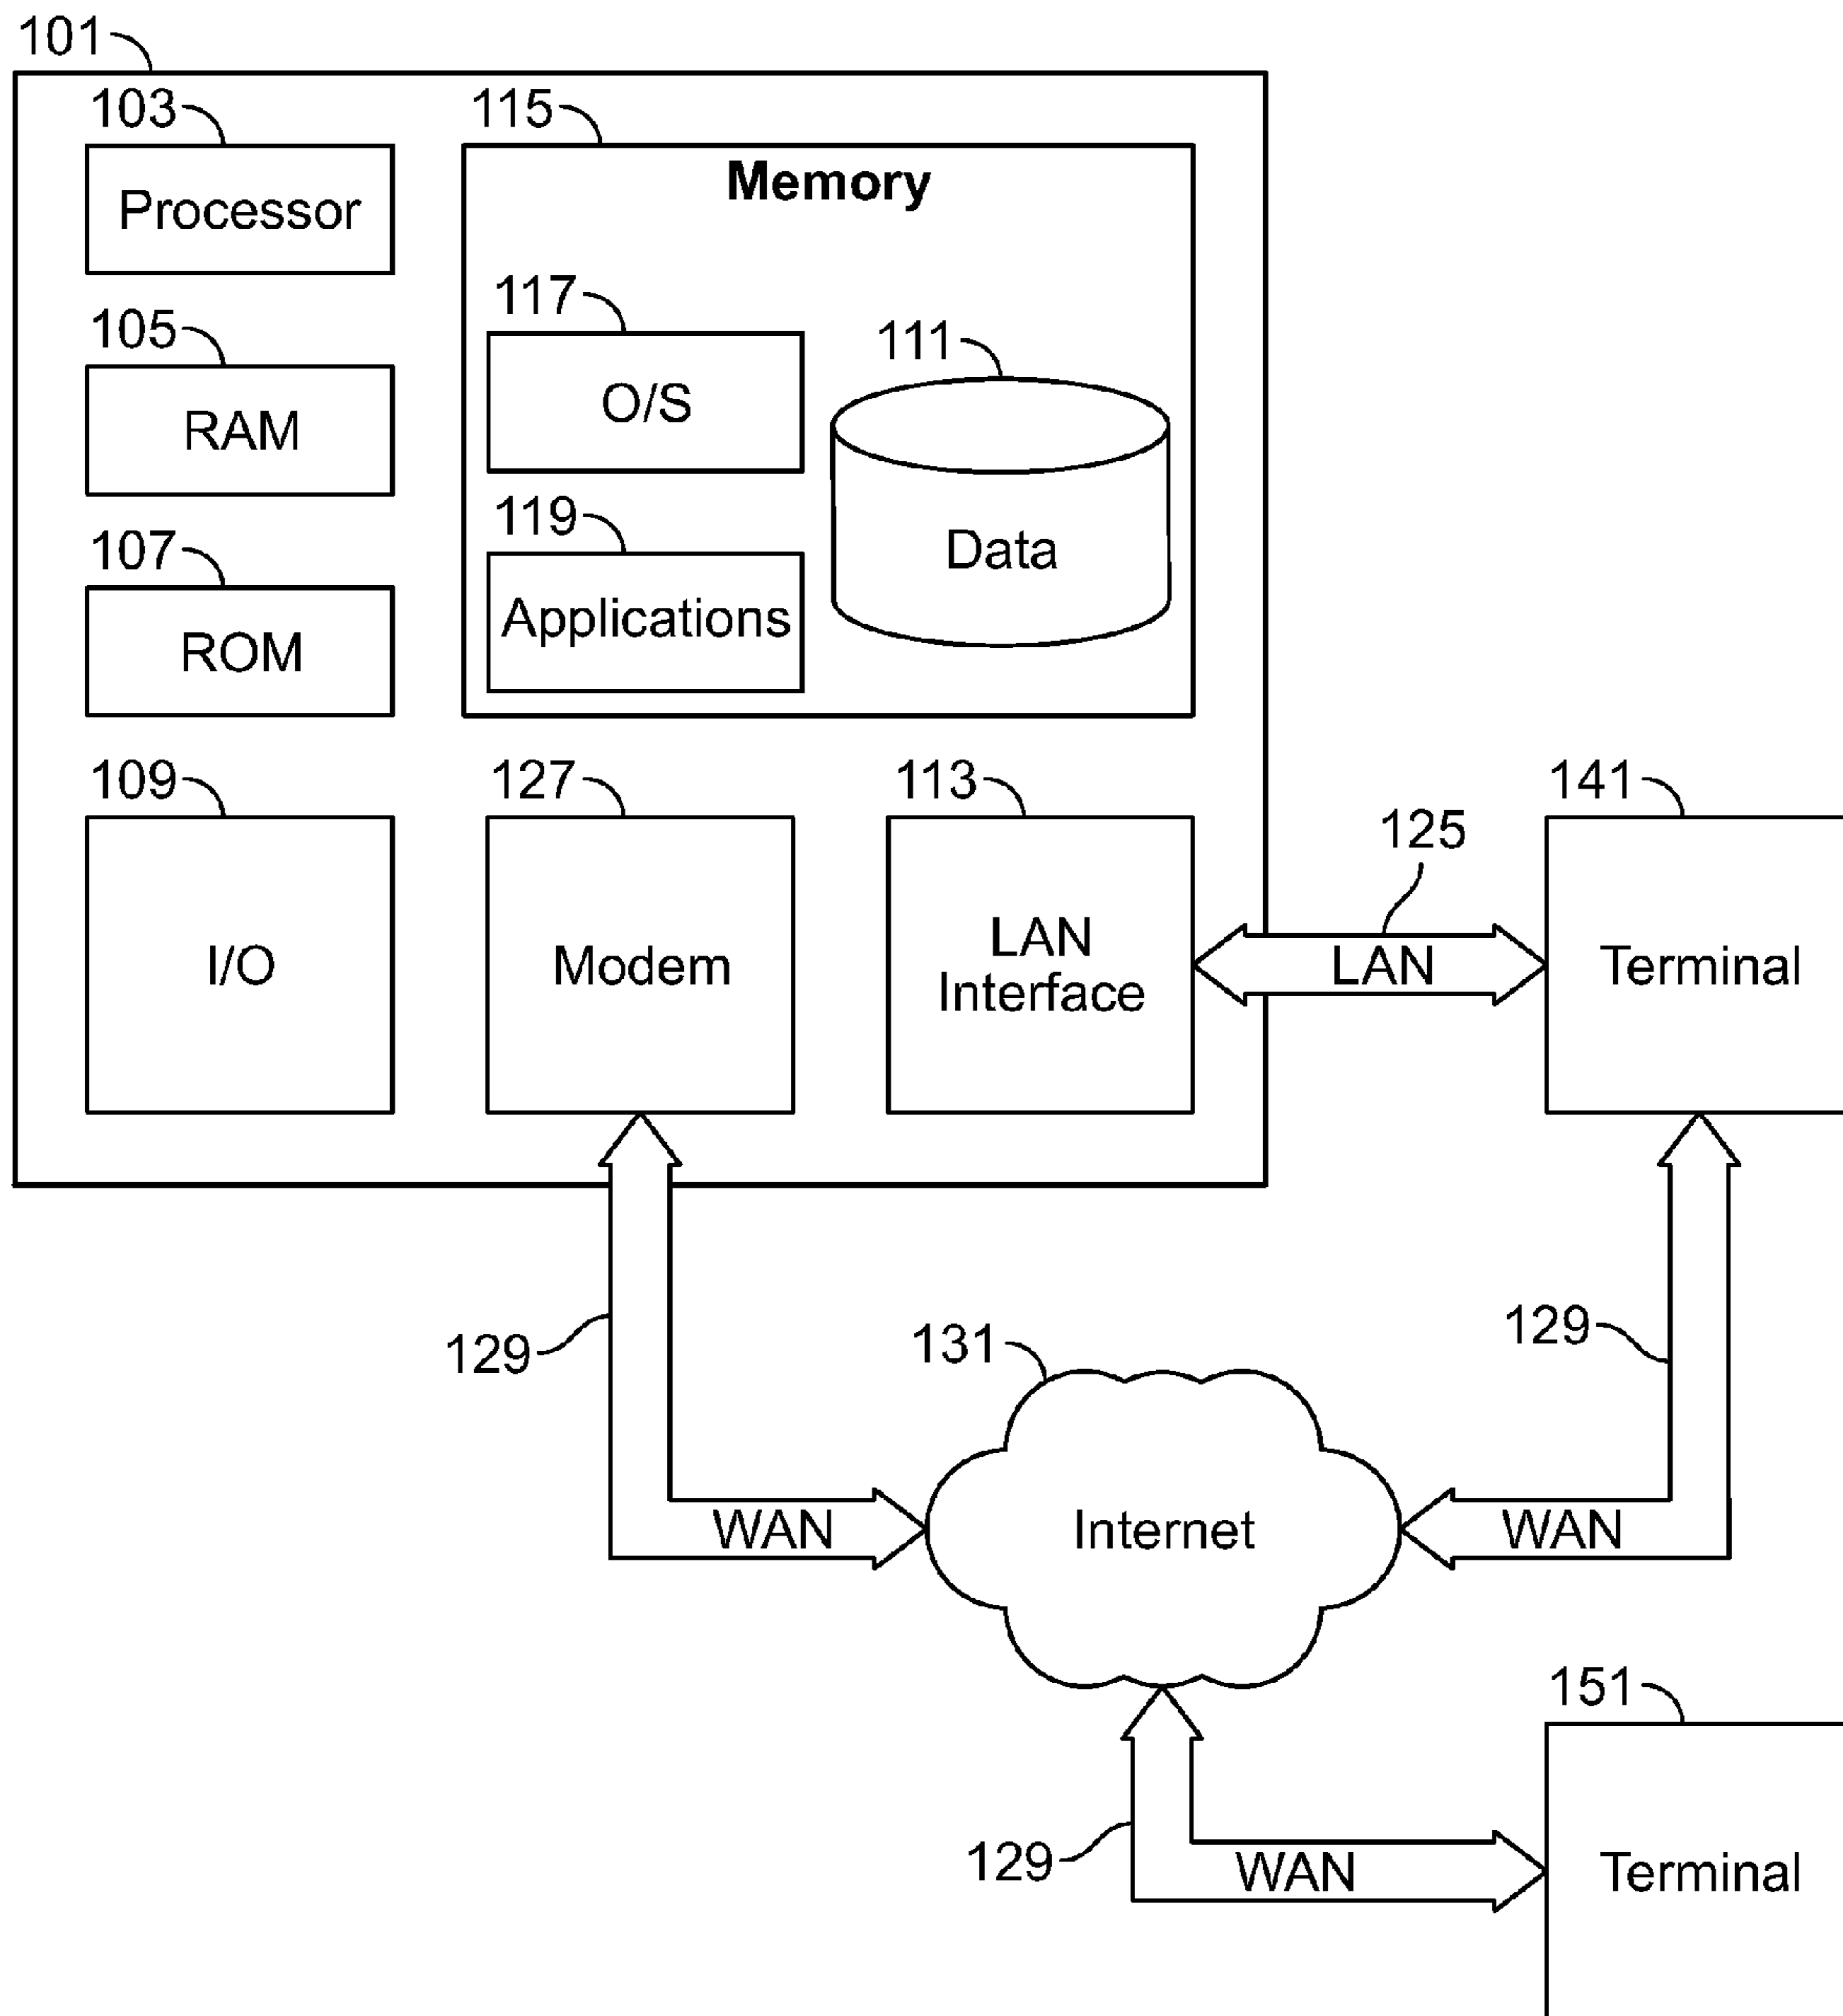 101
103
Processor
115
Memory
105
RAM
117
O/S
111
Data
107
ROM
119
Applications
109
I/O
127
Modem
113
LAN
Interface
125
LAN
141
Terminal
129
WAN
131
Internet
129
WAN
129
WAN
151
Terminal